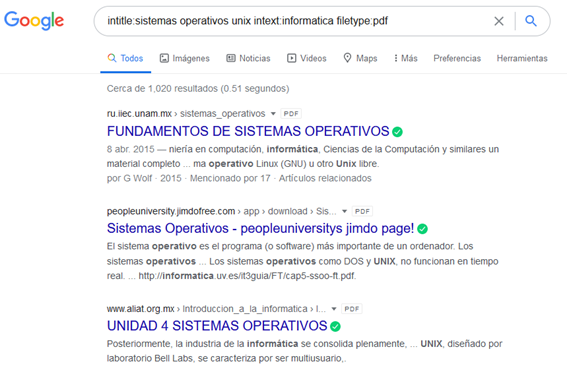 Google
intitle:sistemas operativos unix intext:informatica filetype:pdf
Todos Imágenes Noticias Videos Maps Más Preferencias Herramientas
Cerca de 1,020 resultados (0.51 segundos)
ru.iiec.unam.mx › sistemas_operativos PDF
FUNDAMENTOS DE SISTEMAS OPERATIVOS
8 abr. 2015 — niería en computación, informática, Ciencias de la Computación y similares un
material completo ... ma operativo Linux (GNU) u otro Unix libre.
por G Wolf · 2015 · Mencionado por 17 · Artículos relacionados
peopleuniversity.jimdofree.com › app › download › Sis... PDF
Sistemas Operativos - peopleuniversitys jimdo page!
El sistema operativo es el programa (o software) más importante de un ordenador. Los
sistemas operativos ... Los sistemas operativos como DOS y UNIX, no funcionan en tiempo
real. ... http://informatica.uv.es/it3guia/FT/cap5-sso-ft.pdf.
www.aliat.org.mx › Introduccion_a_la_informatica › I... PDF
UNIDAD 4 SISTEMAS OPERATIVOS
Posteriormente, la industria de la informática se consolida plenamente, ... UNIX, diseñado por
laboratorio Bell Labs, se caracteriza por ser multiusuario,.